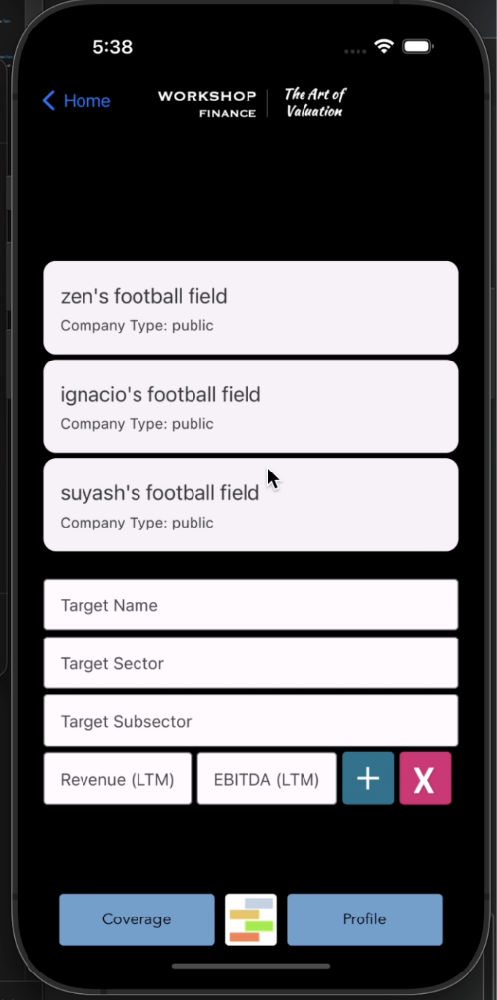 5:38
Home
WORKSHOP
FINANCE
The Art of
Valuation
zen's football field
Company Type: public
ignacio's football field
Company Type: public
suyash's football field
Company Type: public
Target Name
Target Sector
Target Subsector
Revenue (LTM) EBITDA (LTM) + X
Coverage Profile